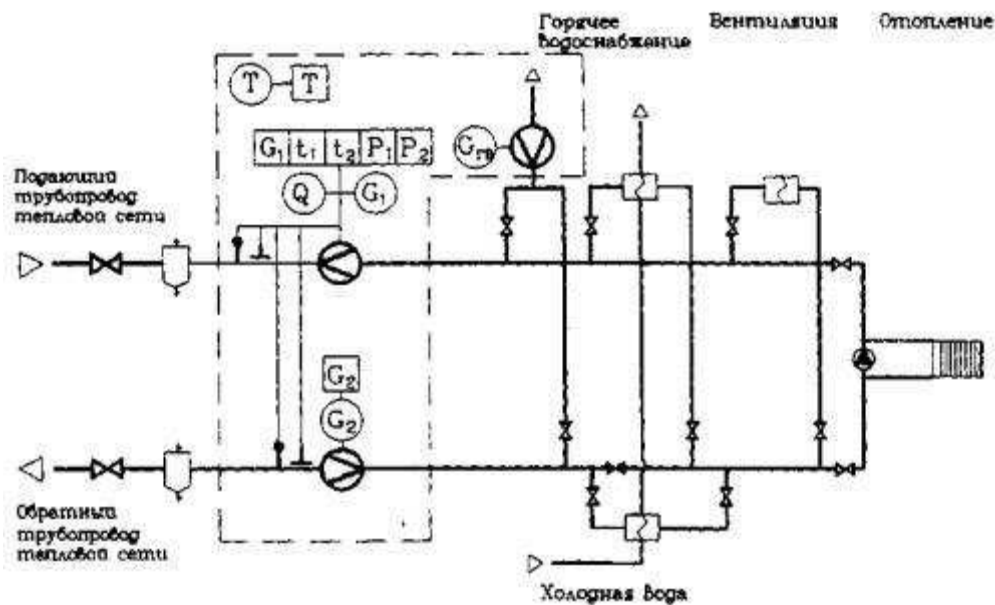 Горячее
водоснабжение
Вентиляция
Отопление
T T
G₁ t₁ t₂ P₁ P₂
Gгв
Q G₁
Подающий
трубопровод
тепловой сети
G₂
G₂
Обратный
трубопровод
тепловой сети
Холодная вода